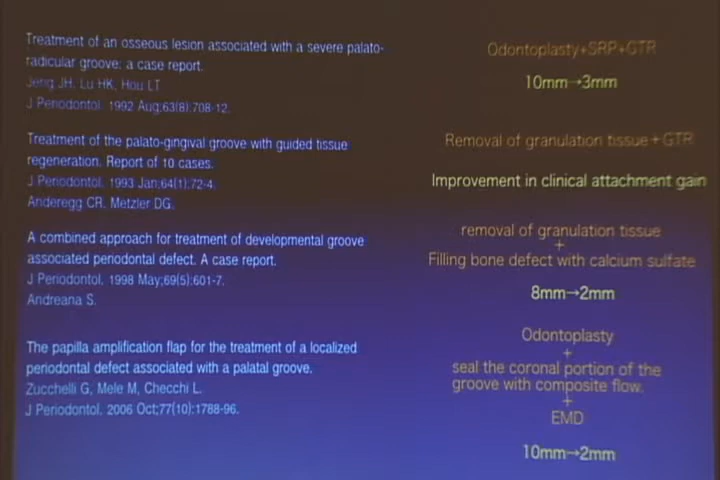 Treatment of an osseous lesion associated with a severe palato-
radicular groove: a case report.
Jeng JH, Lu HK, Hou LT
J Periodontol. 1992 Aug;63(8):708-12.
Odontoplasty+SRP+GTR
10mm→3mm
Treatment of the palato-gingival groove with guided tissue
regeneration. Report of 10 cases.
J Periodontol. 1993 Jan;64(1):72-4.
Anderegg CR, Metzler DG.
Removal of granulation tissue+GTR
Improvement in clinical attachment gain
A combined approach for treatment of developmental groove
associated periodontal defect. A case report.
J Periodontol. 1998 May;69(5):601-7.
Andreana S.
removal of granulation tissue
+
Filling bone defect with calcium sulfate
8mm→2mm
The papilla amplification flap for the treatment of a localized
periodontal defect associated with a palatal groove.
Zucchelli G, Mele M, Checchi L.
J Periodontol. 2006 Oct;77(10):1788-96.
Odontoplasty
+
seal the coronal portion of the
groove with composite flow.
+
EMD
10mm→2mm